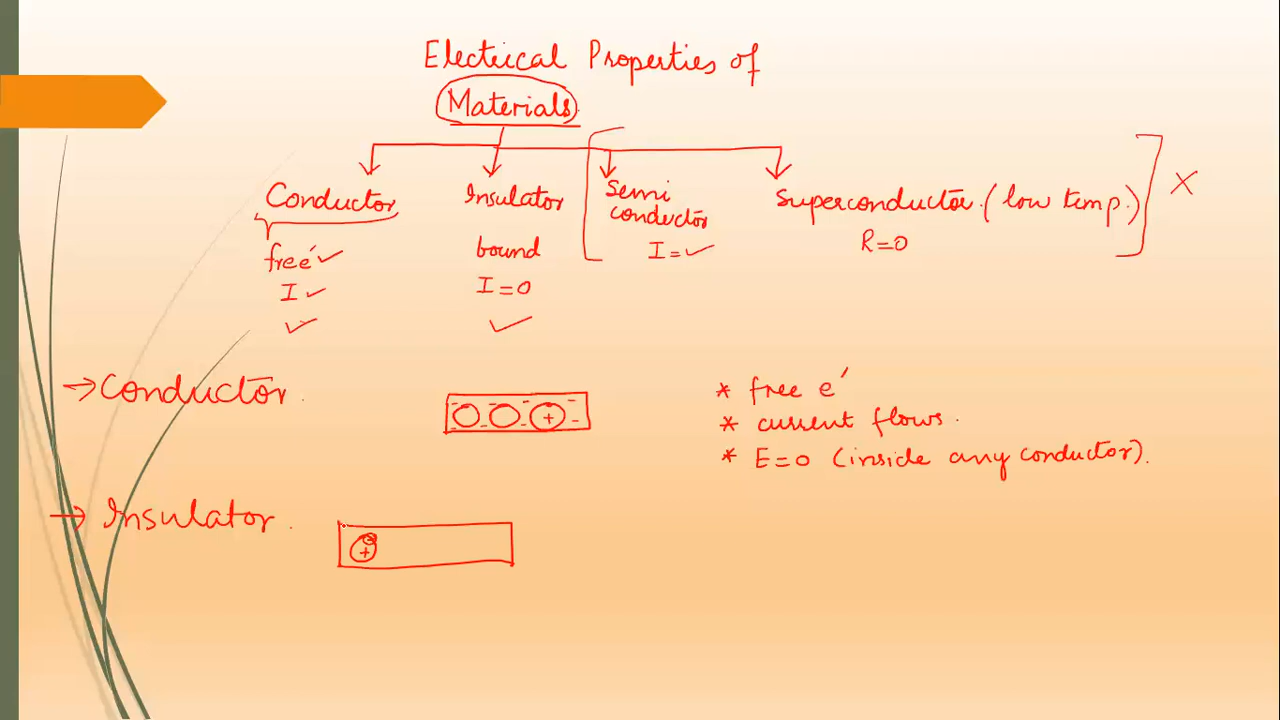 Electrical Properties of
Materials
Conductor Insulator Semi conductor Superconductor (low temp.) ×
free e⁻ ✓ bound I = ✓ R=0
I ✓ I=0
✓ ✓
→ Conductor.
+
* free e⁻
* current flows.
* E=0 (inside any conductor).
→ Insulator.
+